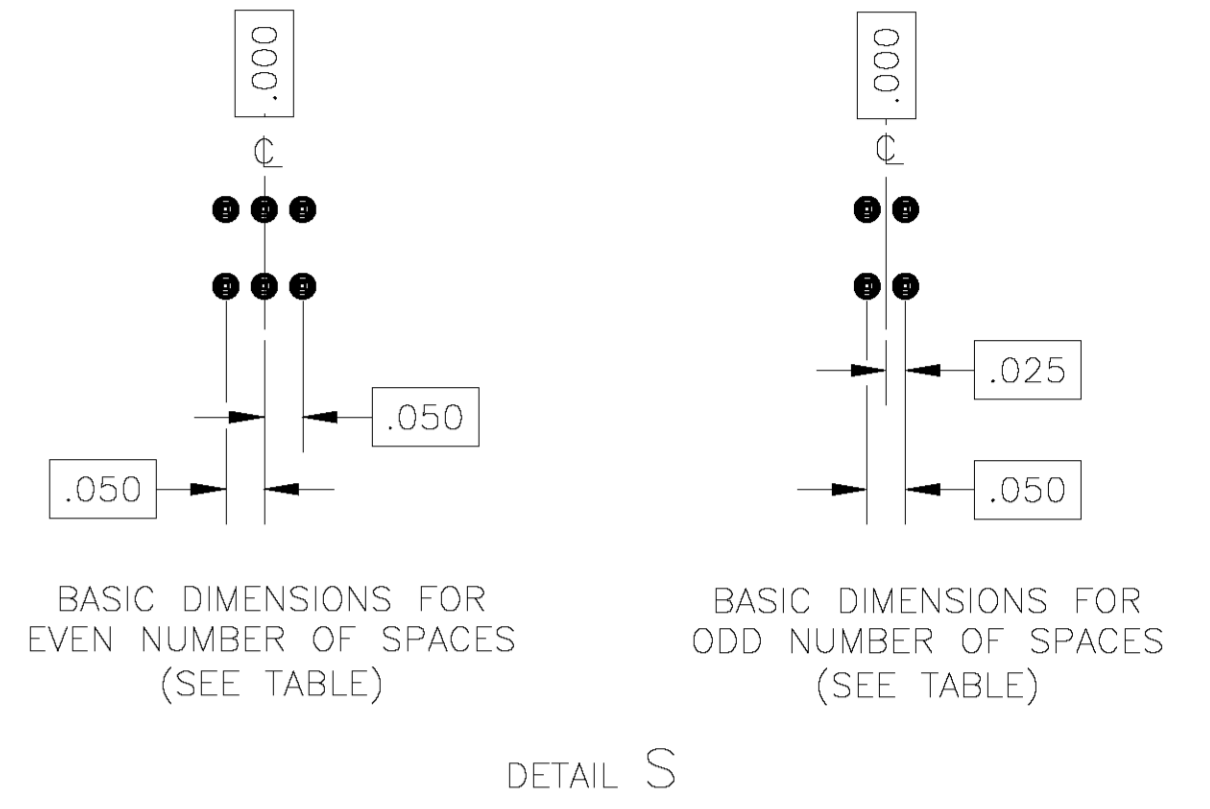 .000
℄
.050
.050
BASIC DIMENSIONS FOR
EVEN NUMBER OF SPACES
(SEE TABLE)
.000
℄
.025
.050
BASIC DIMENSIONS FOR
ODD NUMBER OF SPACES
(SEE TABLE)
DETAIL S